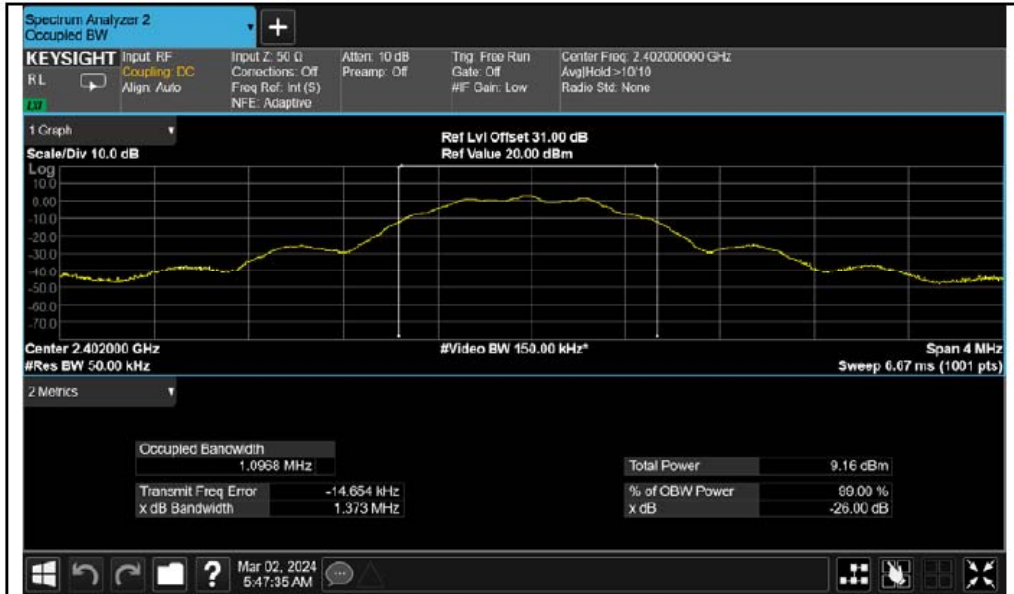 Spectrum Analyzer 2
Occupied BW
+
KEYSIGHT
RL
LXI
Input: RF
Coupling: DC
Align: Auto
Input Z: 50 Ω
Corrections: Off
Freq Ref: Int (S)
NFE: Adaptive
Atten: 10 dB
Preamp: Off
Trig: Free Run
Gate: Off
#IF Gain: Low
Center Freq: 2.402000000 GHz
Avg|Hold:>10/10
Radio Std: None
1 Graph
Scale/Div 10.0 dB
Ref Lvl Offset 31.00 dB
Ref Value 20.00 dBm
Log
10.0
0.00
-10.0
-20.0
-30.0
-40.0
-50.0
-60.0
-70.0
Center 2.402000 GHz
#Video BW 150.00 kHz*
Span 4 MHz
#Res BW 50.00 kHz
Sweep 6.67 ms (1001 pts)
2 Metrics
Occupied Bandwidth
1.0968 MHz
Total Power 9.16 dBm
Transmit Freq Error -14.654 kHz
% of OBW Power 99.00 %
x dB Bandwidth 1.373 MHz
x dB -26.00 dB
?
Mar 02, 2024
5:47:35 AM